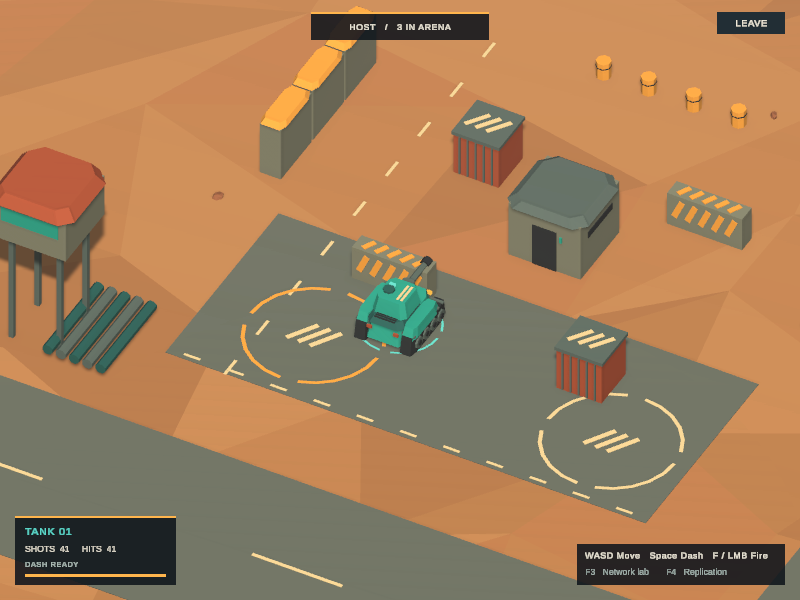 HOST / 3 IN ARENA
LEAVE
TANK 01
SHOTS 41 HITS 41
DASH READY
WASD Move Space Dash F / LMB Fire
F3 Network lab F4 Replication